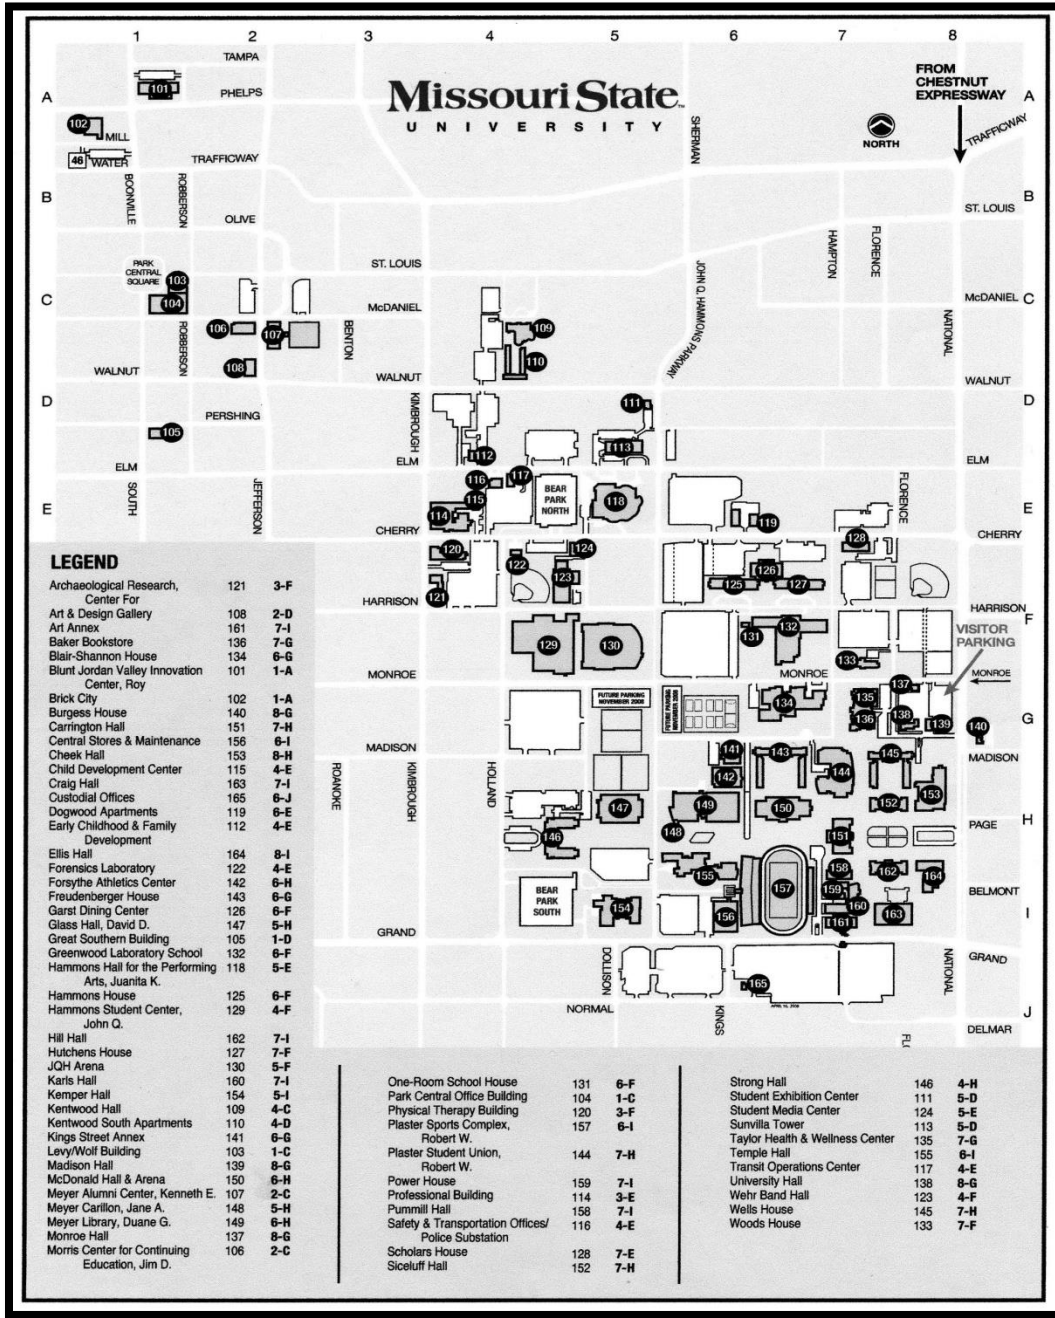 1 2 3 4 5 6 7 8
TAMPA
Missouri State
UNIVERSITY
FROM
CHESTNUT
EXPRESSWAY
A
101
PHELPS
A
102
MILL
SHERMAN
NORTH
TRAFFICWAY
46
WATER
TRAFFICWAY
BOONVILLE
ROBBERSON
B
B
OLIVE
ST. LOUIS
HAMPTON
FLORENCE
PARK
CENTRAL
SQUARE
ST. LOUIS
JOHN Q. HAMMONS PARKWAY
103
C
104
McDANIEL
McDANIEL
C
106
107
BENTON
109
NATIONAL
ROBBERSON
110
WALNUT
108
WALNUT
WALNUT
D
111
D
PERSHING
KIMBROUGH
105
113
112
ELM
ELM
ELM
SOUTH
JEFFERSON
116
117
BEAR
PARK
NORTH
118
FLORENCE
115
E
114
119
E
CHERRY
CHERRY
128
120
122
124
126
123
125
127
121
HARRISON
HARRISON
F
129
130
131
132
VISITOR
PARKING
133
MONROE
MONROE
MONROE
FUTURE PARKING
NOVEMBER 2008
FUTURE PARKING
NOVEMBER 2008
134
135
137
G
136
138
139
140
MADISON
141
143
145
MADISON
ROANOKE
KIMBROUGH
HOLLAND
142
144
153
147
149
150
152
H
148
151
PAGE
146
155
157
158
162
164
BEAR
PARK
SOUTH
159
BELMONT
154
156
160
163
I
161
GRAND
GRAND
DOLLISON
165
APRIL 10, 2008
NATIONAL
NORMAL
KINGS
J
DELMAR
LEGEND
Archaeological Research, 121 3-F
Center For
Art & Design Gallery 108 2-D
Art Annex 161 7-I
Baker Bookstore 136 7-G
Blair-Shannon House 134 6-G
Blunt Jordan Valley Innovation 101 1-A
Center, Roy
Brick City 102 1-A
Burgess House 140 8-G
Carrington Hall 151 7-H
Central Stores & Maintenance 156 6-I
Cheek Hall 153 8-H
Child Development Center 115 4-E
Craig Hall 163 7-I
Custodial Offices 165 6-J
Dogwood Apartments 119 6-E
Early Childhood & Family 112 4-E
Development
Ellis Hall 164 8-I
Forensics Laboratory 122 4-E
Forsythe Athletics Center 142 6-H
Freudenberger House 143 6-G
Garst Dining Center 126 6-F
Glass Hall, David D. 147 5-H
Great Southern Building 105 1-D
Greenwood Laboratory School 132 6-F
Hammons Hall for the Performing 118 5-E
Arts, Juanita K.
Hammons House 125 6-F
Hammons Student Center, 129 4-F
John Q.
Hill Hall 162 7-I
Hutchens House 127 7-F
JQH Arena 130 5-F
Karls Hall 160 7-I
Kemper Hall 154 5-I
Kentwood Hall 109 4-C
Kentwood South Apartments 110 4-D
Kings Street Annex 141 6-G
Levy/Wolf Building 103 1-C
Madison Hall 139 8-G
McDonald Hall & Arena 150 6-H
Meyer Alumni Center, Kenneth E. 107 2-C
Meyer Carillon, Jane A. 148 5-H
Meyer Library, Duane G. 149 6-H
Monroe Hall 137 8-G
Morris Center for Continuing 106 2-C
Education, Jim D.
One-Room School House 131 6-F
Park Central Office Building 104 1-C
Physical Therapy Building 120 3-F
Plaster Sports Complex, 157 6-I
Robert W.
Plaster Student Union, 144 7-H
Robert W.
Power House 159 7-I
Professional Building 114 3-E
Pummill Hall 158 7-I
Safety & Transportation Offices/ 116 4-E
Police Substation
Scholars House 128 7-E
Siceluff Hall 152 7-H
Strong Hall 146 4-H
Student Exhibition Center 111 5-D
Student Media Center 124 5-E
Sunvilla Tower 113 5-D
Taylor Health & Wellness Center 135 7-G
Temple Hall 155 6-I
Transit Operations Center 117 4-E
University Hall 138 8-G
Wehr Band Hall 123 4-F
Wells House 145 7-H
Woods House 133 7-F